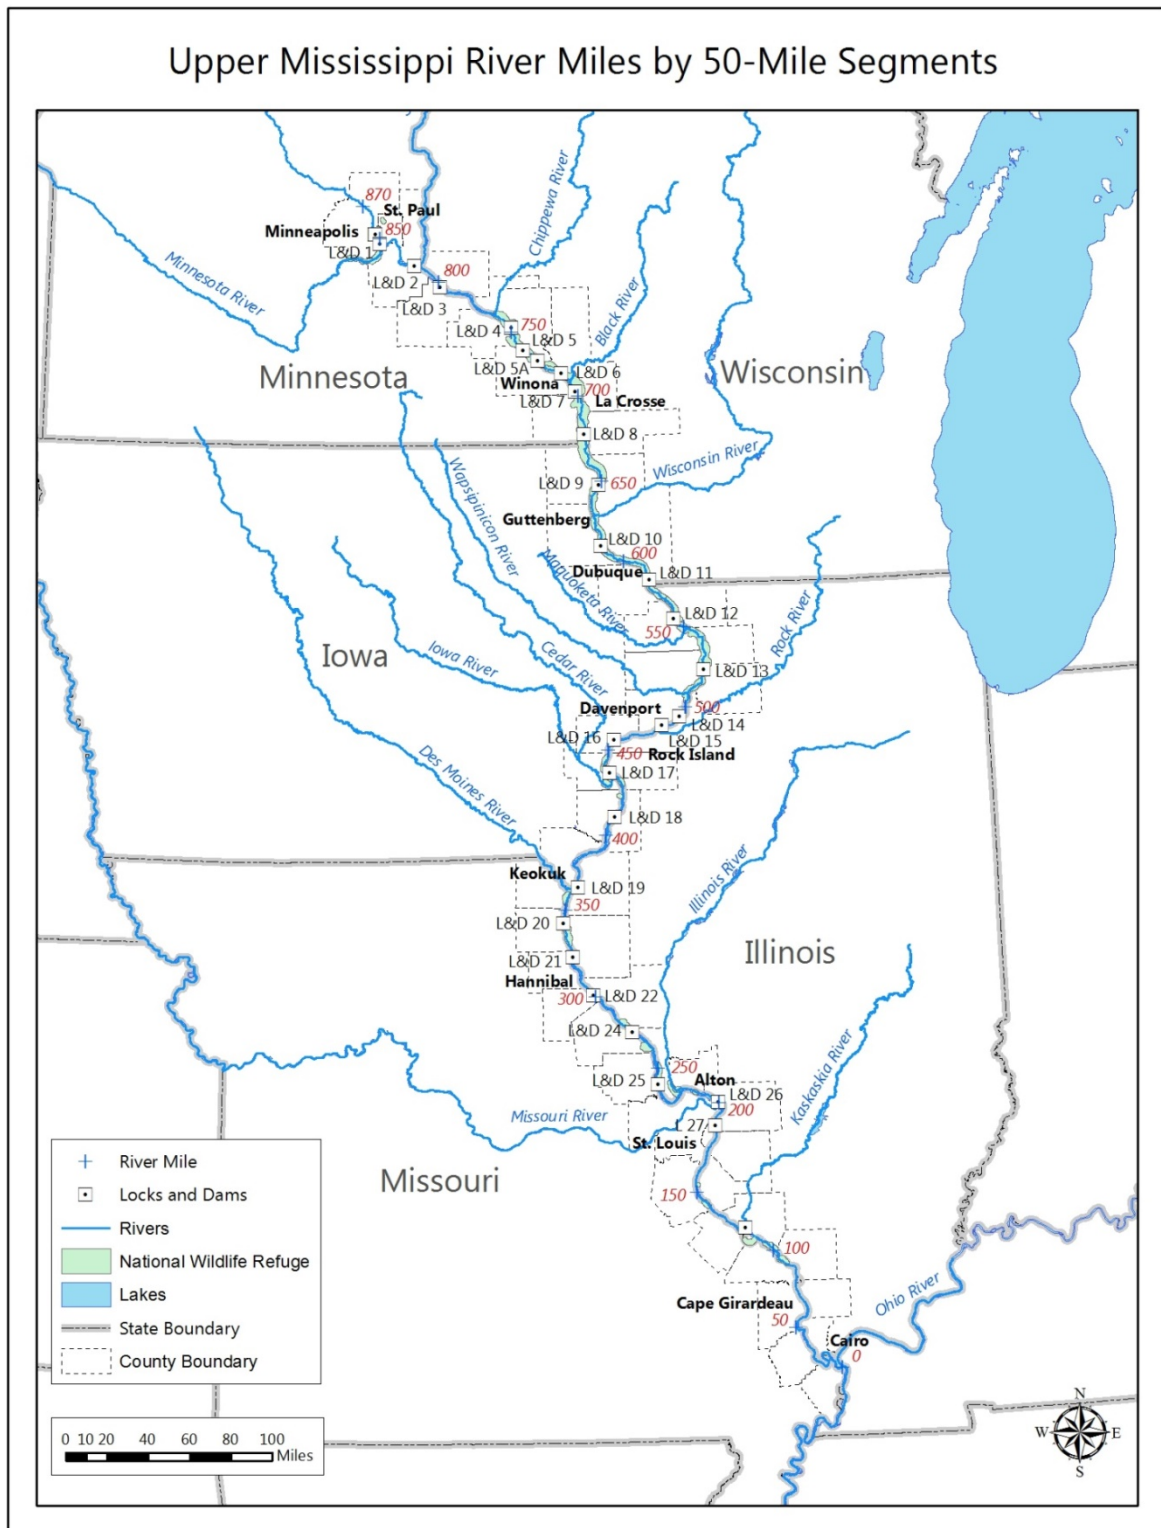 Upper Mississippi River Miles by 50-Mile Segments
870
St. Paul
Minneapolis
850
L&D 1
Minnesota River
L&D 2
800
L&D 3
Chippewa River
Black River
750
L&D 4
L&D 5
L&D 5A
L&D 6
Minnesota
Wisconsin
Winona
700
L&D 7
La Crosse
L&D 8
Wapsipinicon River
Wisconsin River
L&D 9
650
Guttenberg
L&D 10
600
Maquoketa River
Dubuque
L&D 11
L&D 12
550
Rock River
Iowa
Iowa River
Cedar River
L&D 13
Davenport
500
L&D 14
L&D 16
L&D 15
450
Rock Island
L&D 17
Des Moines River
L&D 18
400
Keokuk
L&D 19
350
Illinois River
L&D 20
L&D 21
Illinois
Hannibal
300
L&D 22
L&D 24
250
Kaskaskia River
L&D 25
Alton
L&D 26
200
Missouri River
L 27
St. Louis
Missouri
150
100
Cape Girardeau
50
Ohio River
Cairo
0
River Mile
Locks and Dams
Rivers
National Wildlife Refuge
Lakes
State Boundary
County Boundary
0 10 20 40 60 80 100
Miles
N
W E
S